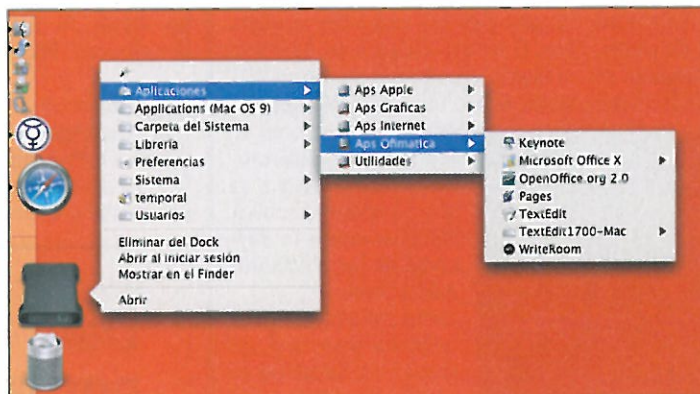 Aplicaciones
Applications (Mac OS 9)
Carpeta del Sistema
Librería
Preferencias
Sistema
temporal
Usuarios
Eliminar del Dock
Abrir al iniciar sesión
Mostrar en el Finder
Abrir
Aps Apple
Aps Graficas
Aps Internet
Aps Ofimatica
Utilidades
Keynote
Microsoft Office X
OpenOffice.org 2.0
Pages
TextEdit
TextEdit1700-Mac
WriteRoom